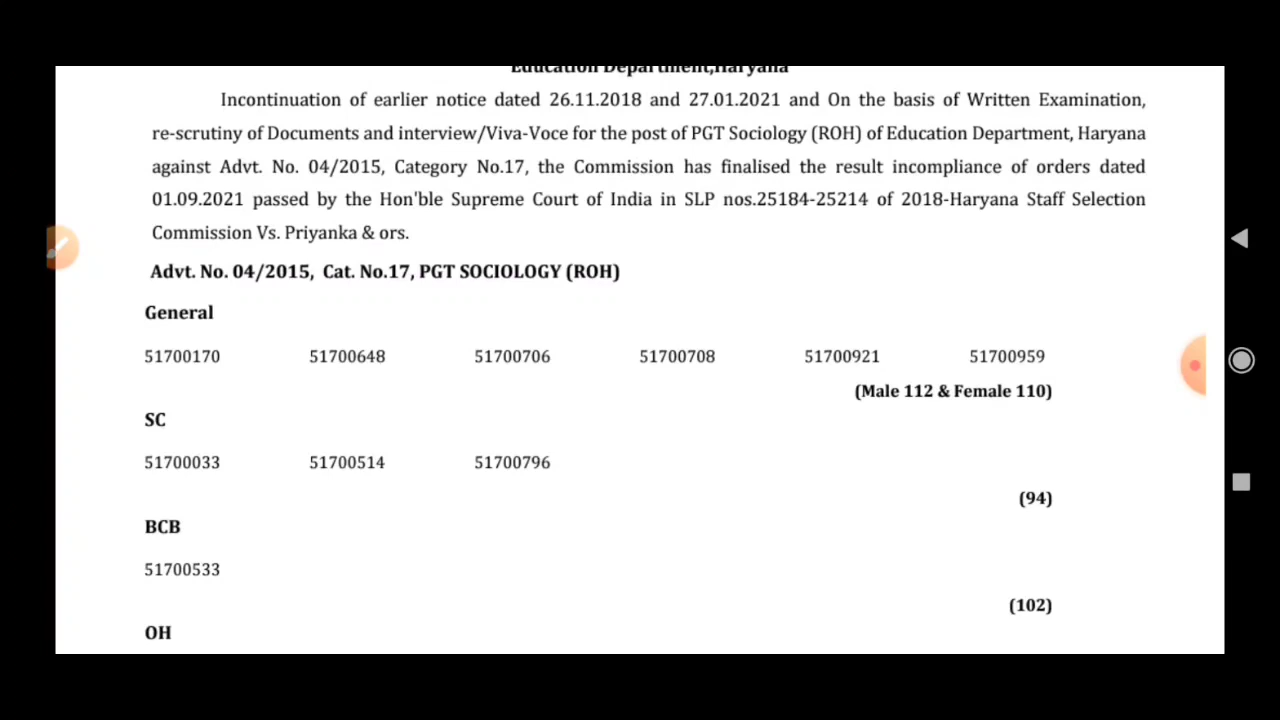 Education Department,Haryana
Incontinuation of earlier notice dated 26.11.2018 and 27.01.2021 and On the basis of Written Examination,
re-scrutiny of Documents and interview/Viva-Voce for the post of PGT Sociology (ROH) of Education Department, Haryana
against Advt. No. 04/2015, Category No.17, the Commission has finalised the result incompliance of orders dated
01.09.2021 passed by the Hon'ble Supreme Court of India in SLP nos.25184-25214 of 2018-Haryana Staff Selection
Commission Vs. Priyanka & ors.
Advt. No. 04/2015, Cat. No.17, PGT SOCIOLOGY (ROH)
General
51700170 51700648 51700706 51700708 51700921 51700959
(Male 112 & Female 110)
SC
51700033 51700514 51700796
(94)
BCB
51700533
(102)
OH